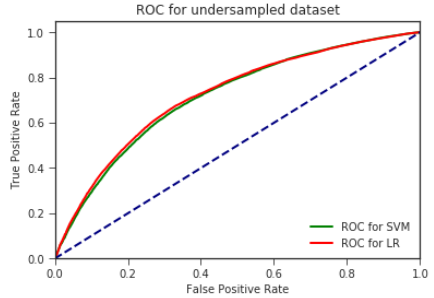 ROC for undersampled dataset
1.0
0.8
0.6
0.4
0.2
0.0
True Positive Rate
ROC for SVM
ROC for LR
0.0 0.2 0.4 0.6 0.8 1.0
False Positive Rate